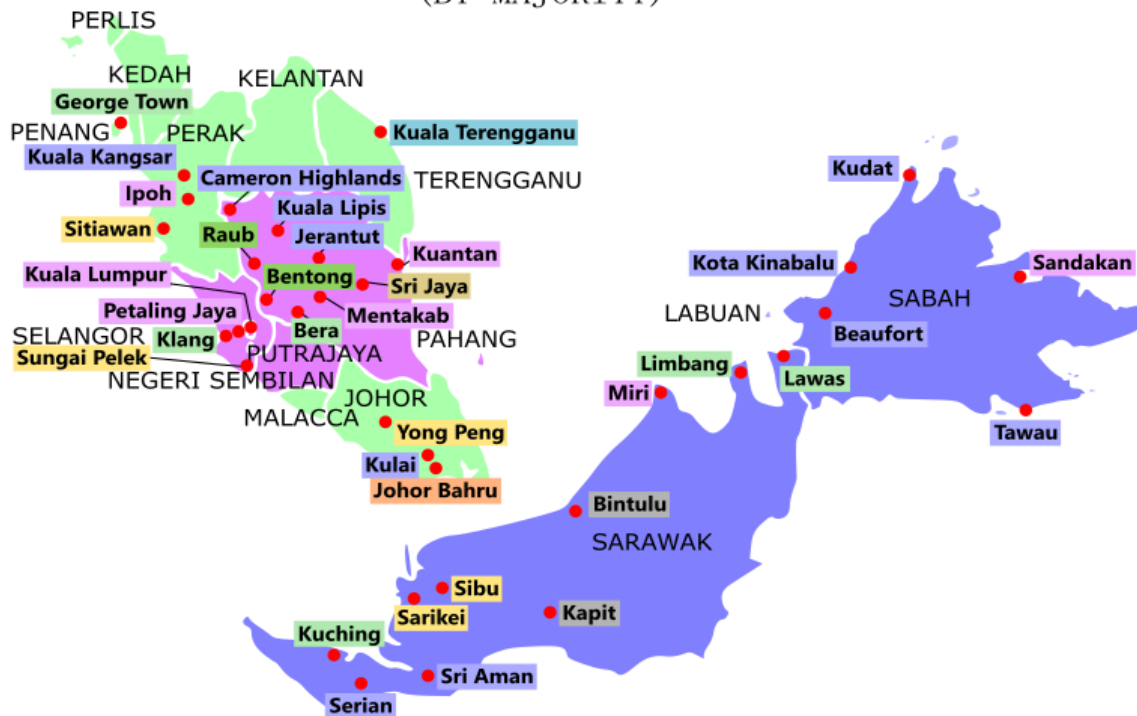 (BY MAJORITY)
PERLIS
KEDAH
KELANTAN
George Town
PENANG
PERAK
Kuala Terengganu
Kuala Kangsar
Cameron Highlands
TERENGGANU
Kudat
Ipoh
Kuala Lipis
Sitiawan
Raub
Jerantut
Kuantan
Kota Kinabalu
Sandakan
Kuala Lumpur
Bentong
Sri Jaya
SABAH
Petaling Jaya
Mentakab
LABUAN
SELANGOR
Klang
Bera
PAHANG
Beaufort
Sungai Pelek
PUTRAJAYA
NEGERI SEMBILAN
Limbang
Lawas
JOHOR
Miri
MALACCA
Yong Peng
Tawau
Kulai
Johor Bahru
Bintulu
SARAWAK
Sibu
Sarikei
Kapit
Kuching
Sri Aman
Serian